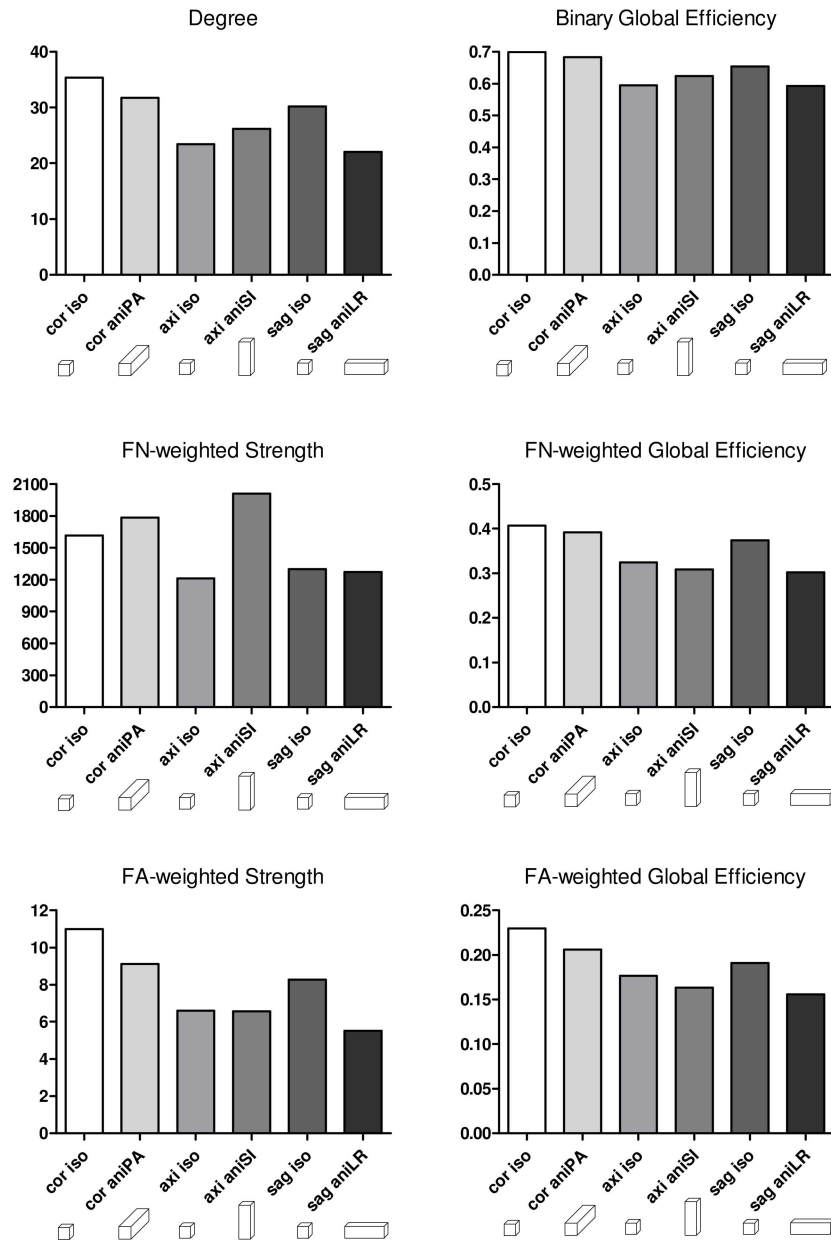 Degree
40
30
20
10
0
cor iso
cor aniPA
axi iso
axi aniSI
sag iso
sag aniLR
Binary Global Efficiency
0.7
0.6
0.5
0.4
0.3
0.2
0.1
0.0
cor iso
cor aniPA
axi iso
axi aniSI
sag iso
sag aniLR
FN-weighted Strength
2100
1800
1500
1200
900
600
300
0
cor iso
cor aniPA
axi iso
axi aniSI
sag iso
sag aniLR
FN-weighted Global Efficiency
0.5
0.4
0.3
0.2
0.1
0.0
cor iso
cor aniPA
axi iso
axi aniSI
sag iso
sag aniLR
FA-weighted Strength
12
10
8
6
4
2
0
cor iso
cor aniPA
axi iso
axi aniSI
sag iso
sag aniLR
FA-weighted Global Efficiency
0.25
0.20
0.15
0.10
0.05
0.00
cor iso
cor aniPA
axi iso
axi aniSI
sag iso
sag aniLR